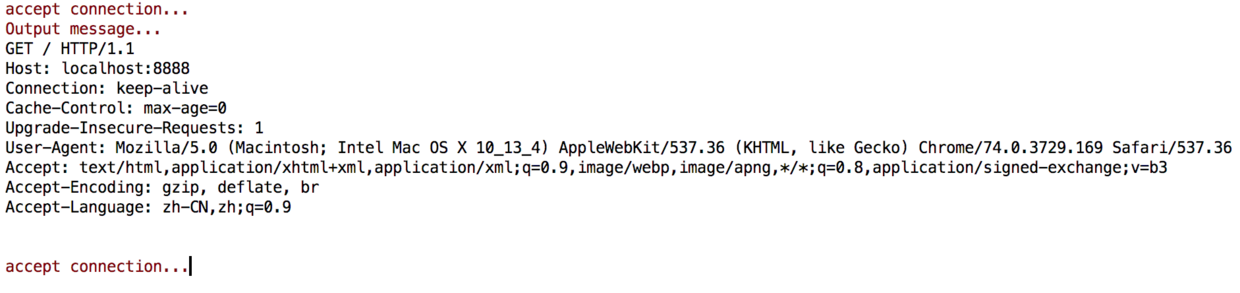 accept connection...
Output message...
GET / HTTP/1.1
Host: localhost:8888
Connection: keep-alive
Cache-Control: max-age=0
Upgrade-Insecure-Requests: 1
User-Agent: Mozilla/5.0 (Macintosh; Intel Mac OS X 10_13_4) AppleWebKit/537.36 (KHTML, like Gecko) Chrome/74.0.3729.169 Safari/537.36
Accept: text/html,application/xhtml+xml,application/xml;q=0.9,image/webp,image/apng,*/*;q=0.8,application/signed-exchange;v=b3
Accept-Encoding: gzip, deflate, br
Accept-Language: zh-CN,zh;q=0.9
accept connection...